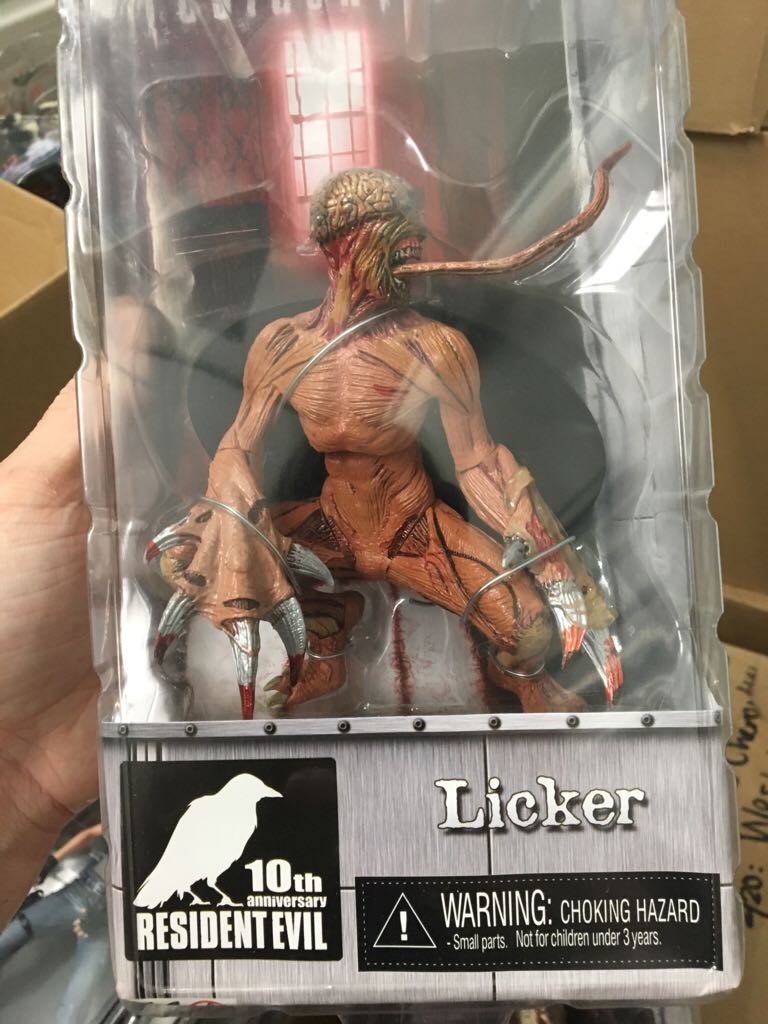 Licker
10th
anniversary
RESIDENT EVIL
WARNING: CHOKING HAZARD
- Small parts. Not for children under 3 years.